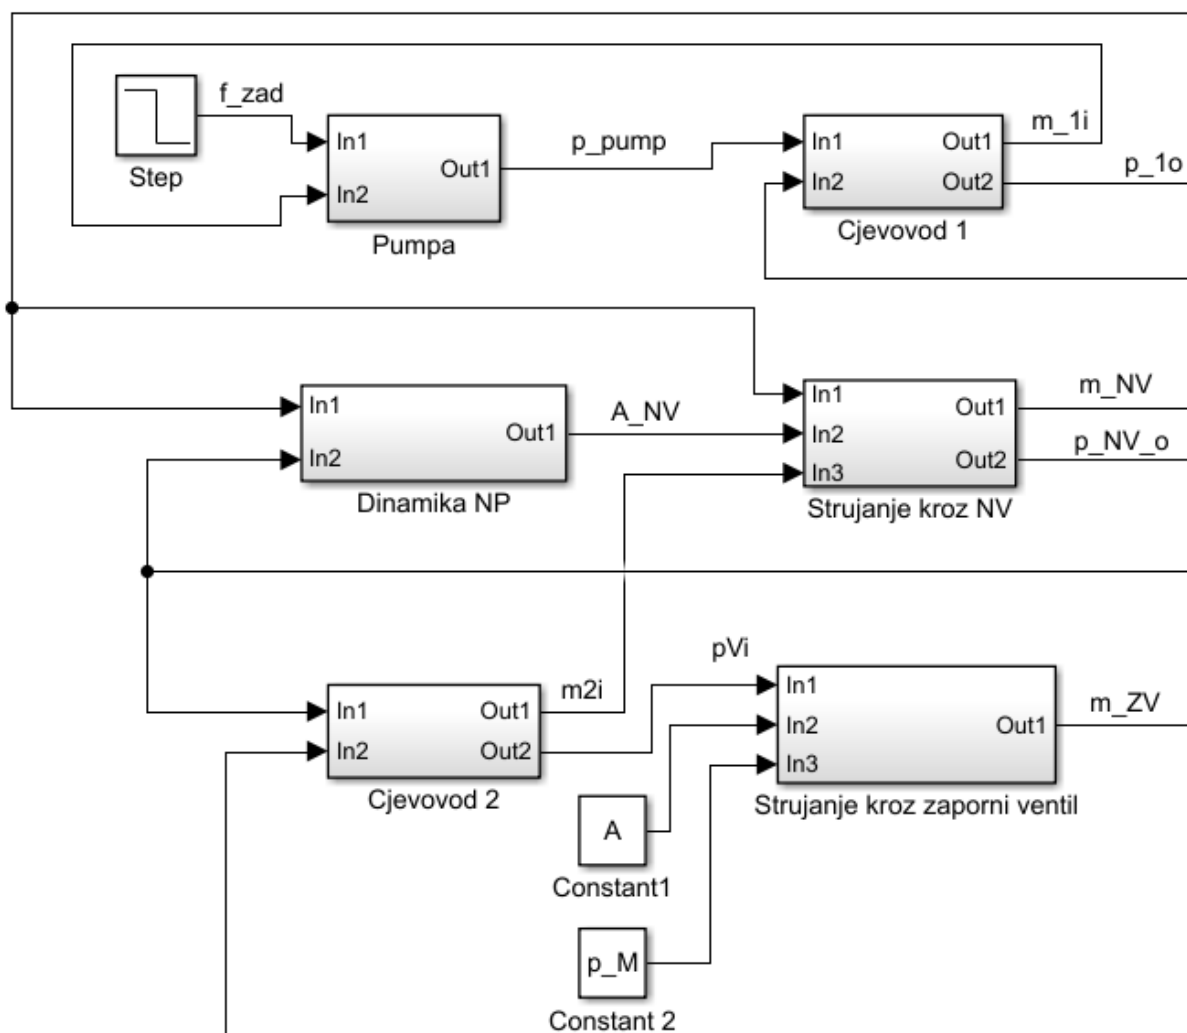 f_zad
Step
In1
In2
Out1
Pumpa
p_pump
In1
In2
Out1
Out2
Cjevovod 1
m_1i
p_1o
In1
In2
Out1
Dinamika NP
A_NV
In1
In2
In3
Out1
Out2
Strujanje kroz NV
m_NV
p_NV_o
In1
In2
Out1
Out2
Cjevovod 2
m2i
pVi
In1
In2
In3
Out1
Strujanje kroz zaporni ventil
m_ZV
A
Constant1
p_M
Constant 2